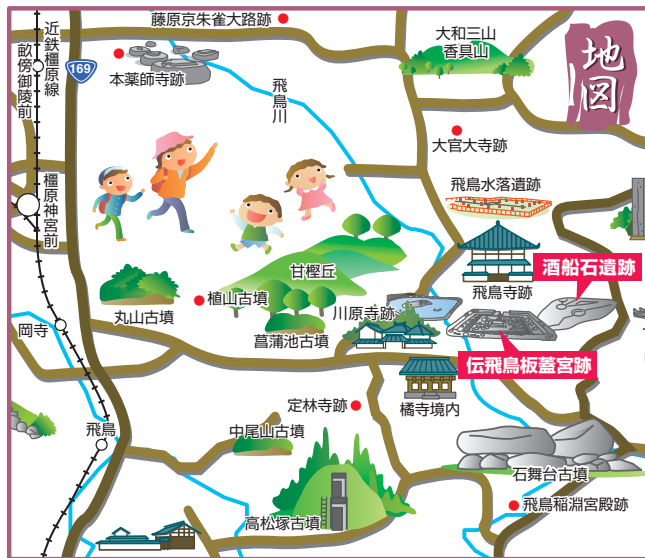 藤原京朱雀大路跡
近鉄橿原線
畝傍御陵前
169
本薬師寺跡
飛鳥川
大和三山
香具山
地図
大官大寺跡
橿原神宮前
飛鳥水落遺跡
甘樫丘
飛鳥寺跡
酒船石遺跡
丸山古墳
植山古墳
菖蒲池古墳
川原寺跡
伝飛鳥板蓋宮跡
岡寺
橘寺境内
定林寺跡
飛鳥
中尾山古墳
石舞台古墳
高松塚古墳
飛鳥稲淵宮殿跡